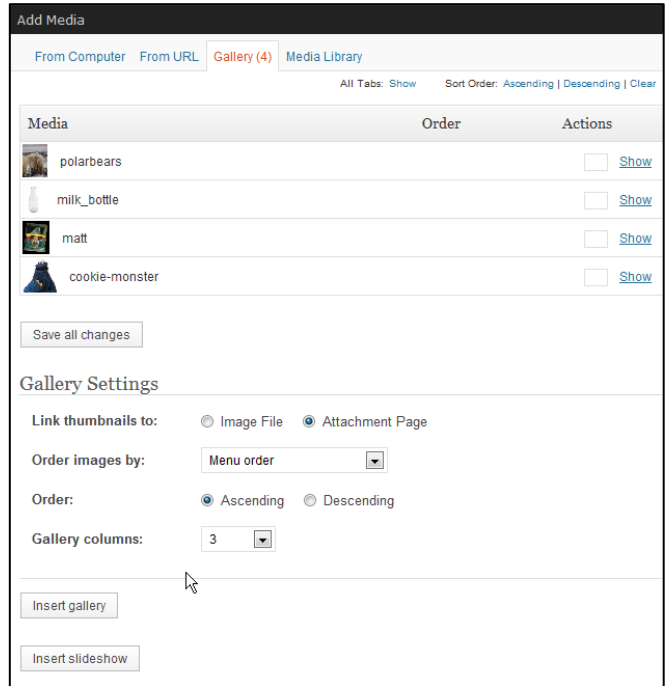 Add Media
From Computer From URL Gallery (4) Media Library
All Tabs: Show Sort Order: Ascending | Descending | Clear
Media Order Actions
polarbears Show
milk_bottle Show
matt Show
cookie-monster Show
Save all changes
Gallery Settings
Link thumbnails to: Image File Attachment Page
Order images by: Menu order
Order: Ascending Descending
Gallery columns: 3
Insert gallery
Insert slideshow